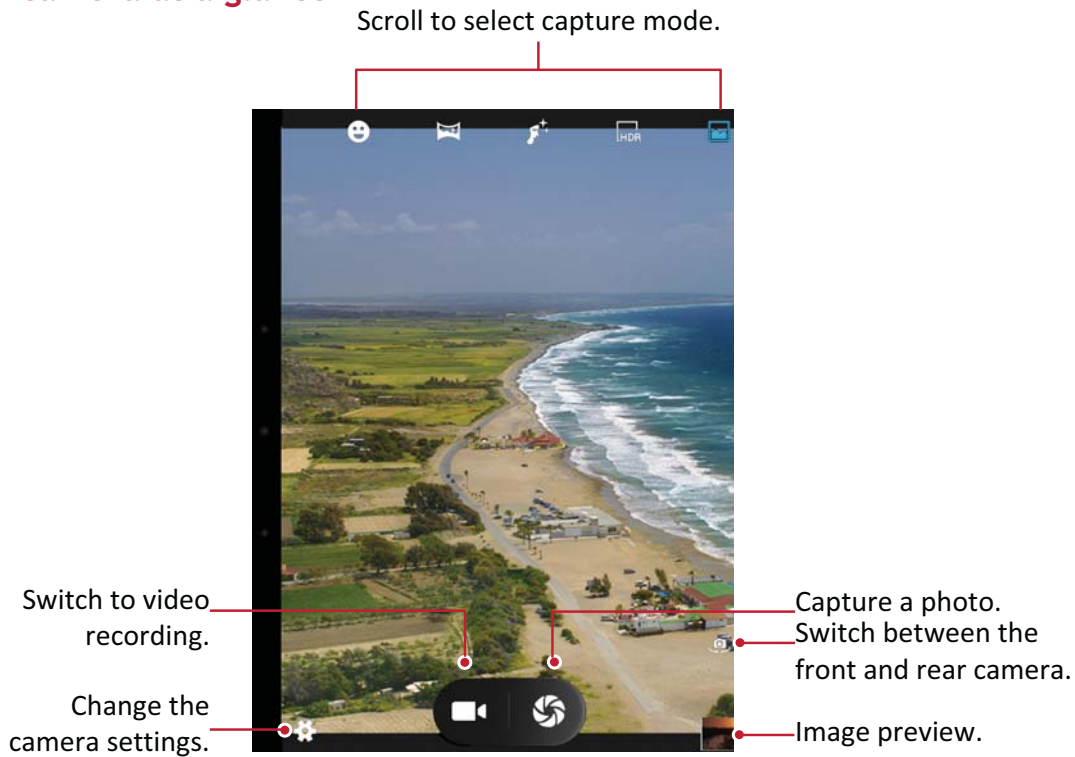 Scroll to select capture mode.
HDR
Switch to video
recording.
Capture a photo.
Switch between the
front and rear camera.
Change the
camera settings.
Image preview.